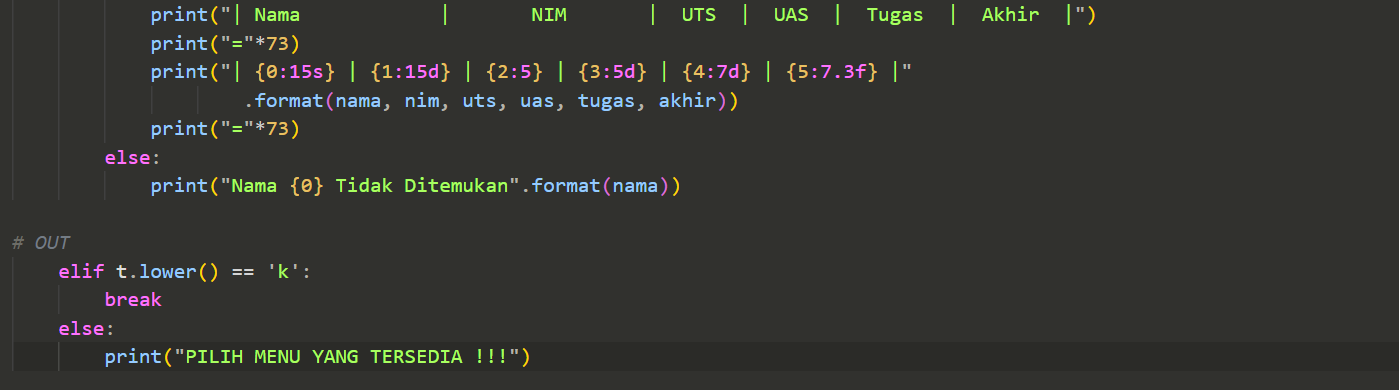 print("| Nama            |       NIM       |  UTS  |  UAS  |  Tugas  |  Akhir  |")
print("="*73)
print("| {0:15s} | {1:15d} | {2:5} | {3:5d} | {4:7d} | {5:7.3f} |"
.format(nama, nim, uts, uas, tugas, akhir))
print("="*73)
else:
print("Nama {0} Tidak Ditemukan".format(nama))
# OUT
elif t.lower() == 'k':
break
else:
print("PILIH MENU YANG TERSEDIA !!!")